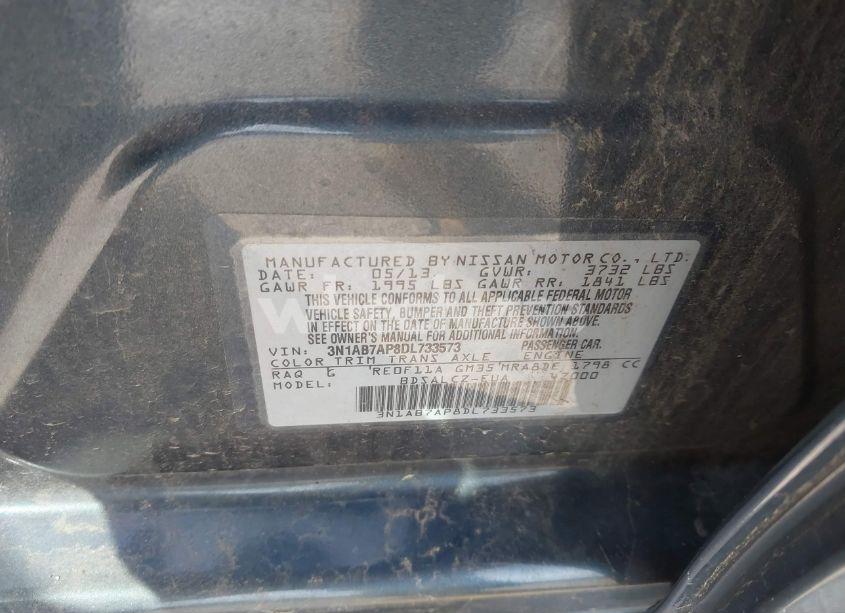 MANUFACTURED BY NISSAN MOTOR CO., LTD.
DATE: 05/13 GVWR: 3732 LBS
GAWR FR: 1995 LBS GAWR RR: 1841 LBS
THIS VEHICLE CONFORMS TO ALL APPLICABLE FEDERAL MOTOR
VEHICLE SAFETY, BUMPER AND THEFT PREVENTION STANDARDS
IN EFFECT ON THE DATE OF MANUFACTURE SHOWN ABOVE.
SEE OWNER'S MANUAL FOR ADDITIONAL INFORMATION.
VIN: 3N1AB7AP8DL733573 PASSENGER CAR.
COLOR TRIM TRANS AXLE ENGINE
RAQ G RE0F11A GM35 MRA8DE 1798 CC
MODEL: BDSALCZ-EUA
3N1AB7AP8DL733573